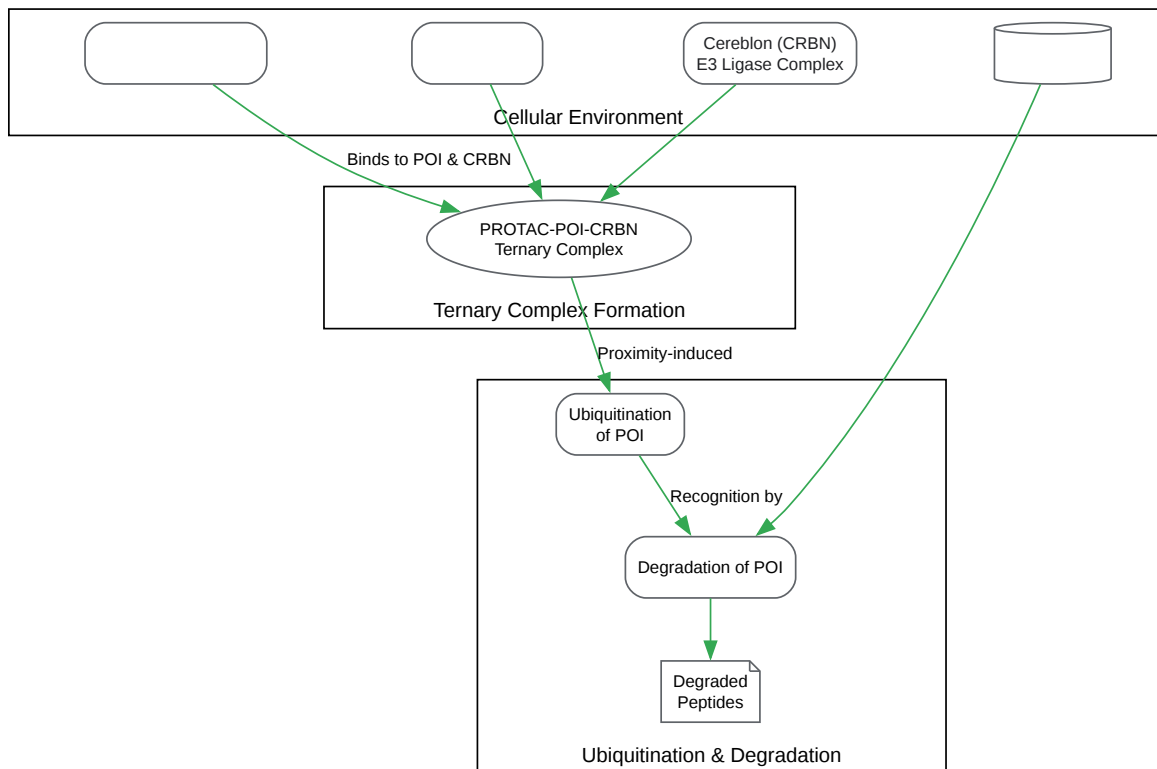 Cereblon (CRBN)
E3 Ligase Complex
Cellular Environment
Binds to POI & CRBN
PROTAC-POI-CRBN
Ternary Complex
Ternary Complex Formation
Proximity-induced
Ubiquitination
of POI
Recognition by
Degradation of POI
Degraded
Peptides
Ubiquitination & Degradation